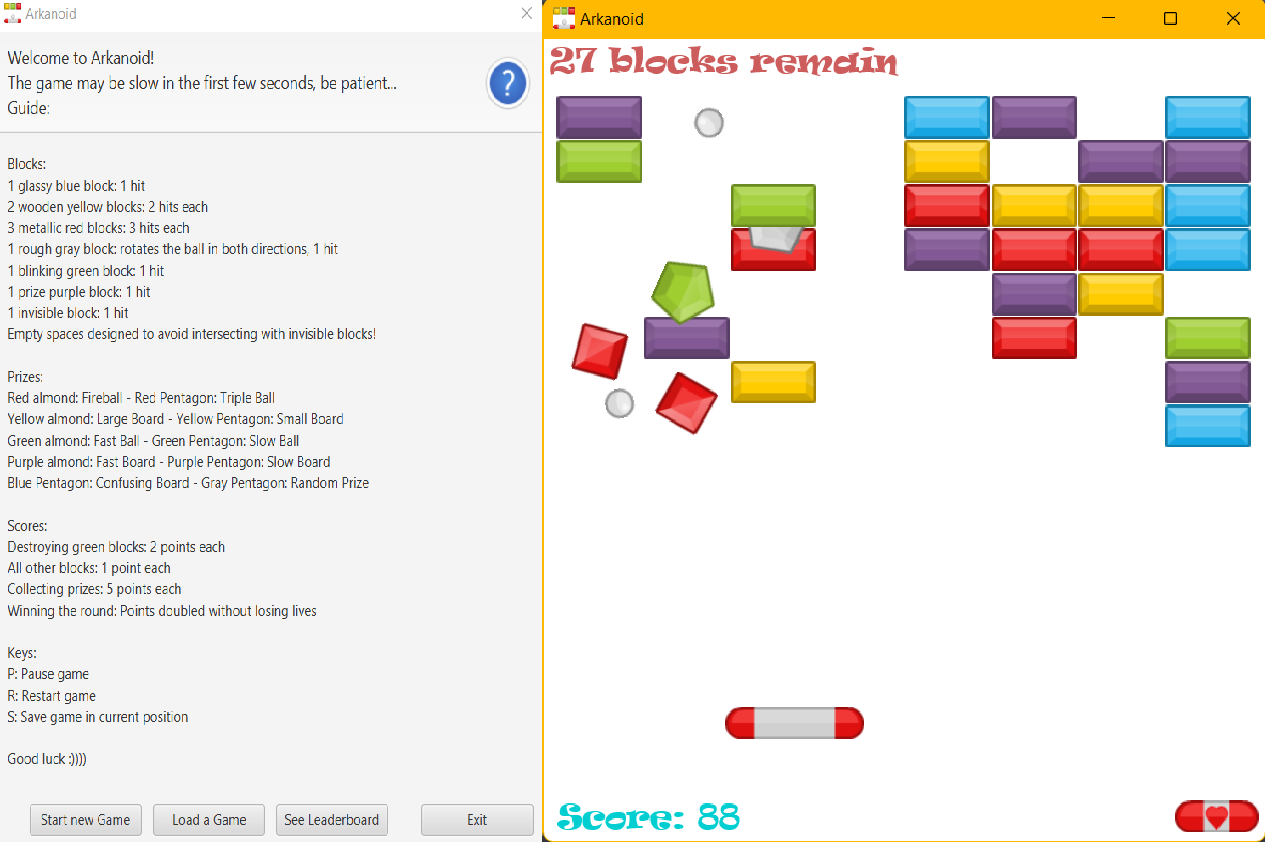 Arkanoid
Welcome to Arkanoid!
The game may be slow in the first few seconds, be patient...
Guide:
?
Blocks:
1 glassy blue block: 1 hit
2 wooden yellow blocks: 2 hits each
3 metallic red blocks: 3 hits each
1 rough gray block: rotates the ball in both directions, 1 hit
1 blinking green block: 1 hit
1 prize purple block: 1 hit
1 invisible block: 1 hit
Empty spaces designed to avoid intersecting with invisible blocks!
Prizes:
Red almond: Fireball - Red Pentagon: Triple Ball
Yellow almond: Large Board - Yellow Pentagon: Small Board
Green almond: Fast Ball - Green Pentagon: Slow Ball
Purple almond: Fast Board - Purple Pentagon: Slow Board
Blue Pentagon: Confusing Board - Gray Pentagon: Random Prize
Scores:
Destroying green blocks: 2 points each
All other blocks: 1 point each
Collecting prizes: 5 points each
Winning the round: Points doubled without losing lives
Keys:
P: Pause game
R: Restart game
S: Save game in current position
Good luck :))))
Start new Game
Load a Game
See Leaderboard
Exit
Arkanoid
27 blocks remain
Score: 88